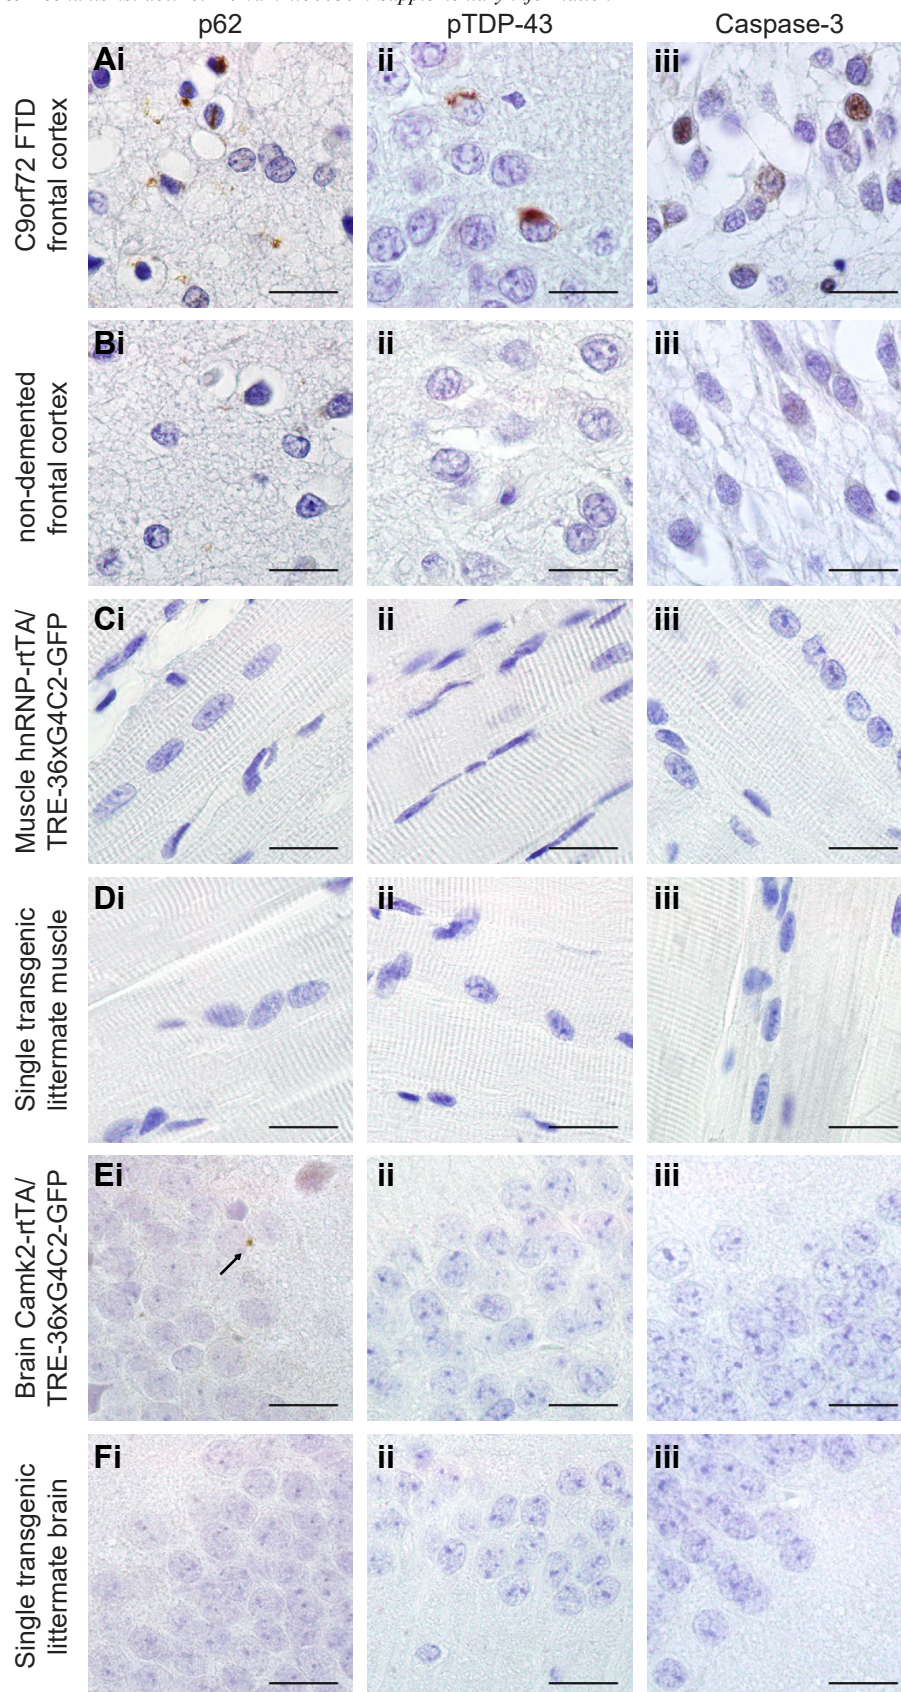 p62 pTDP-43 Caspase-3
C9orf72 FTD
frontal cortex
Ai ii iii
non-demented
frontal cortex
Bi ii iii
Muscle hnRNP-rtTA/
TRE-36xG4C2-GFP
Ci ii iii
Single transgenic
littermate muscle
Di ii iii
Brain Camk2-rtTA/
TRE-36xG4C2-GFP
Ei ii iii
Single transgenic
littermate brain
Fi ii iii